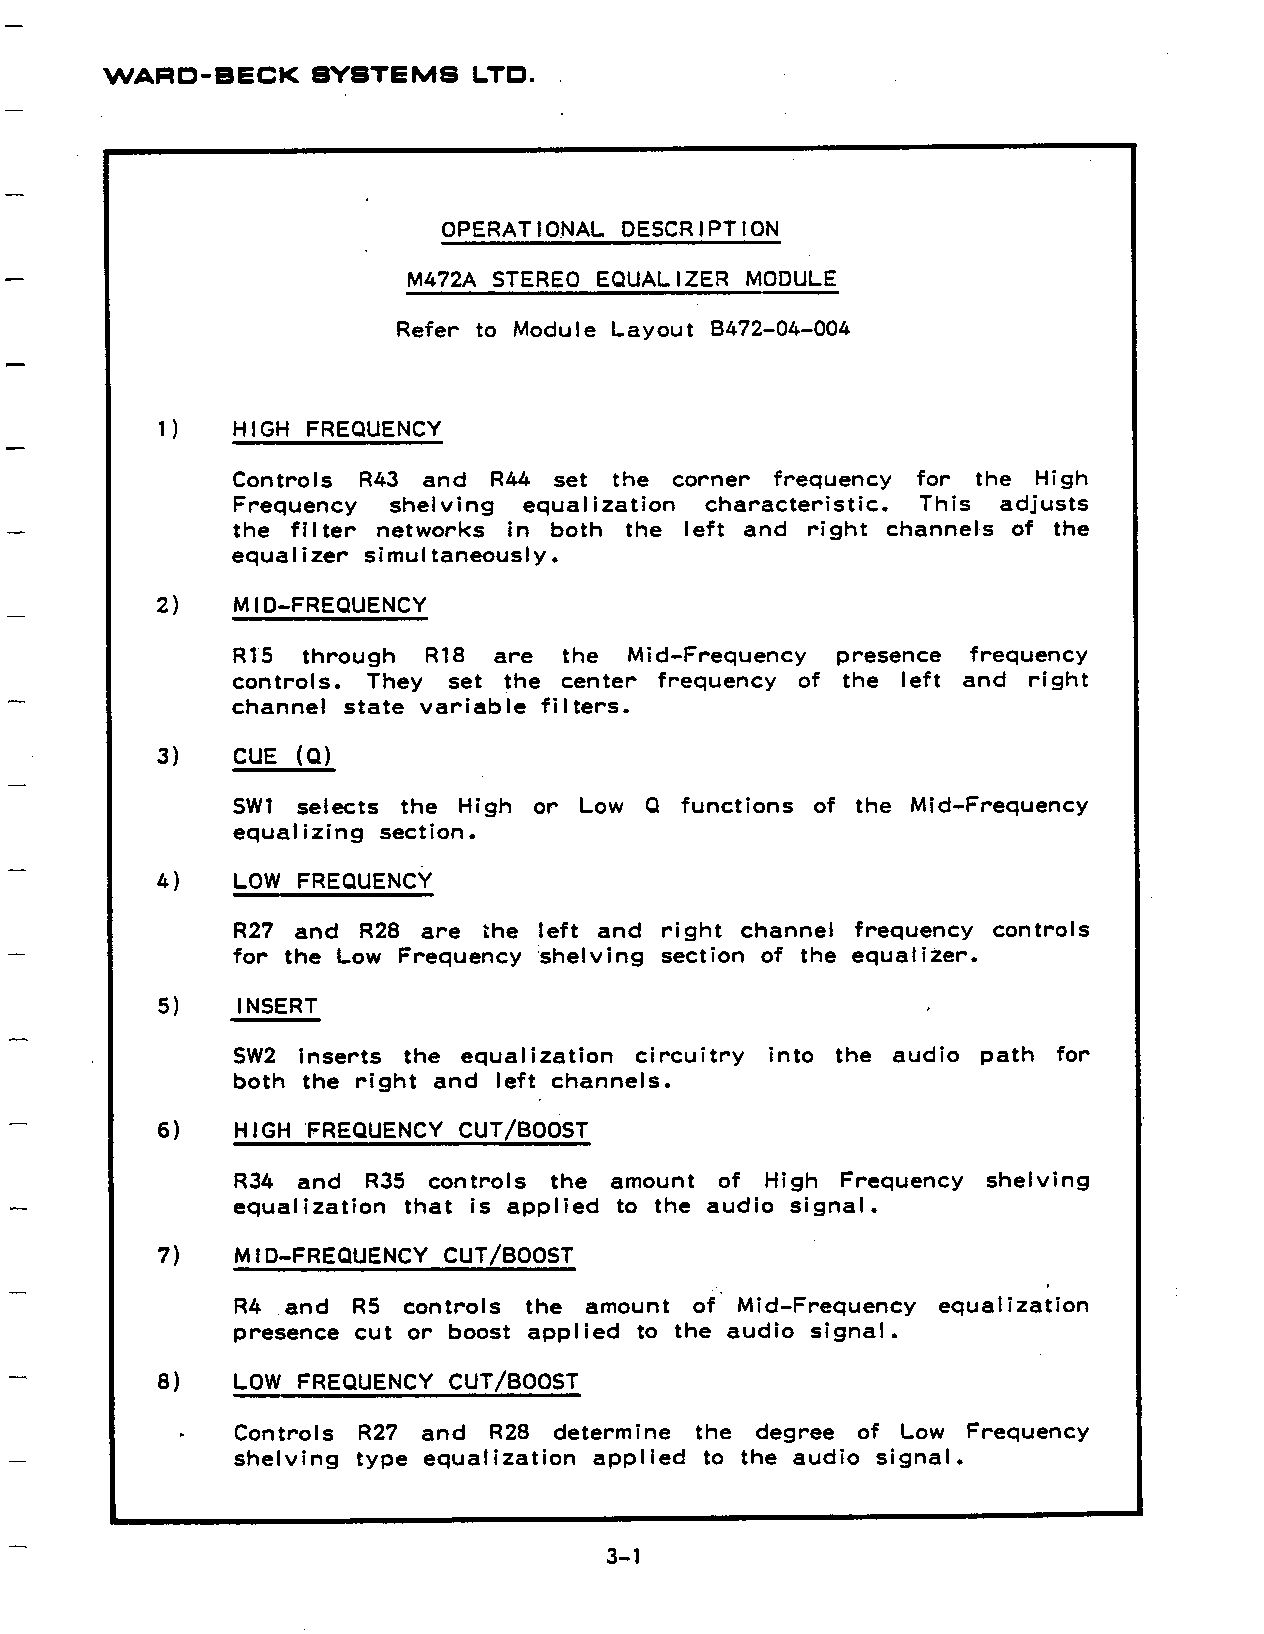 WARD-BECK SYSTEMS LTD.
OPERATIONAL DESCRIPTION
M472A STEREO EQUALIZER MODULE
Refer to Module Layout B472-04-004
1) HIGH FREQUENCY
Controls R43 and R44 set the corner frequency for the High
Frequency shelving equalization characteristic. This adjusts
the filter networks in both the left and right channels of the
equalizer simultaneously.
2) MID-FREQUENCY
R15 through R18 are the Mid-Frequency presence frequency
controls. They set the center frequency of the left and right
channel state variable filters.
3) CUE (Q)
SW1 selects the High or Low Q functions of the Mid-Frequency
equalizing section.
4) LOW FREQUENCY
R27 and R28 are the left and right channel frequency controls
for the Low Frequency shelving section of the equalizer.
5) INSERT
SW2 inserts the equalization circuitry into the audio path for
both the right and left channels.
6) HIGH FREQUENCY CUT/BOOST
R34 and R35 controls the amount of High Frequency shelving
equalization that is applied to the audio signal.
7) MID-FREQUENCY CUT/BOOST
R4 and R5 controls the amount of Mid-Frequency equalization
presence cut or boost applied to the audio signal.
8) LOW FREQUENCY CUT/BOOST
Controls R27 and R28 determine the degree of Low Frequency
shelving type equalization applied to the audio signal.
3-1